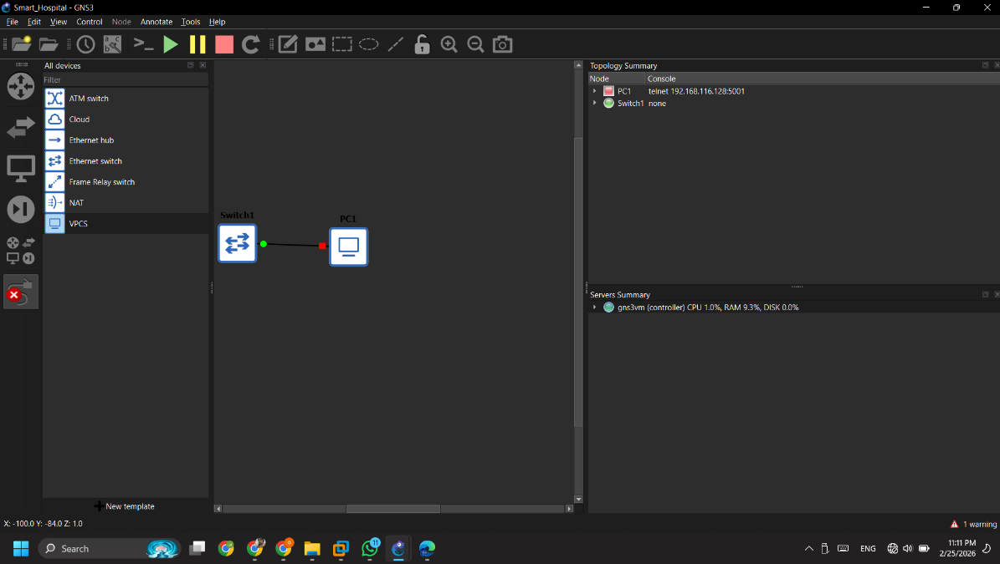 Smart_Hospital - GNS3
File Edit View Control Node Annotate Tools Help
All devices
Filter
ATM switch
Cloud
Ethernet hub
Ethernet switch
Frame Relay switch
NAT
VPCS
New template
Switch1
PC1
Topology Summary
Node Console
PC1 telnet 192.168.116.128:5001
Switch1 none
Servers Summary
gns3vm (controller) CPU 1.0%, RAM 9.3%, DISK 0.0%
X: -100.0 Y: -84.0 Z: 1.0
1 warning
Search
11
ENG
11:11 PM
2/25/2026